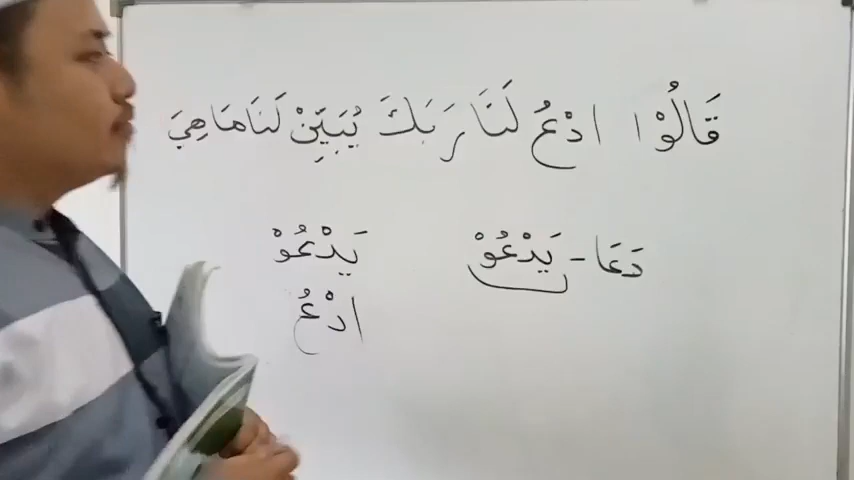 قَالُوْا ادْعُ لَنَا رَبَكَ يُبَيِّنْ لَنَا مَا هِيَ
دَعَا - يَدْعُوْ يَدْعُوْ
ادْعُ